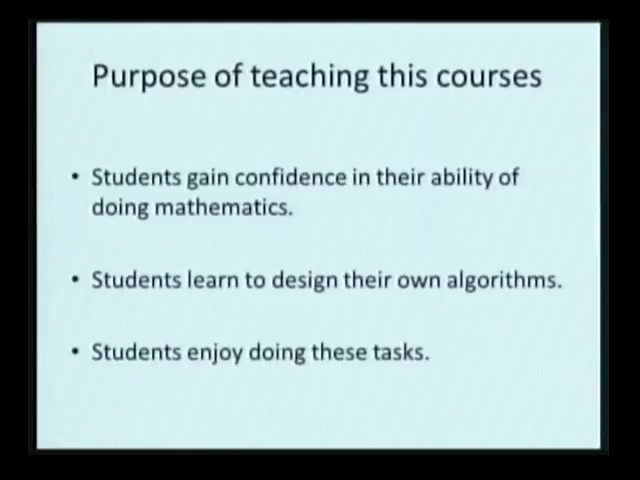 Purpose of teaching this courses
• Students gain confidence in their ability of
doing mathematics.
• Students learn to design their own algorithms.
• Students enjoy doing these tasks.